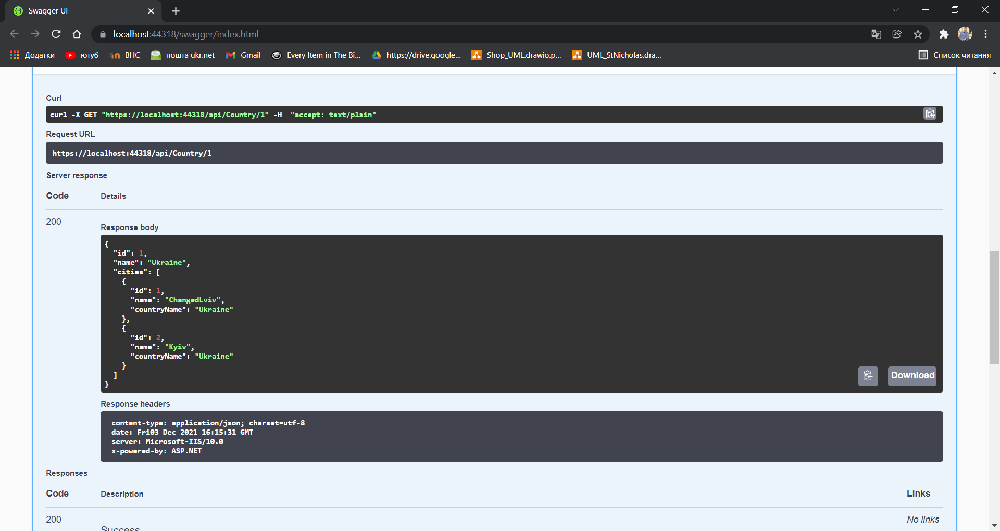 Swagger UI
localhost:44318/swagger/index.html
Додатки ютуб ВНС пошта ukr.net Gmail Every Item in The Bi... https://drive.google... Shop_UML.drawio.p... UML_StNicholas.dra... Список читання
Curl
curl -X GET "https://localhost:44318/api/Country/1" -H  "accept: text/plain"
Request URL
https://localhost:44318/api/Country/1
Server response
Code Details
200
Response body
{
  "id": 1,
  "name": "Ukraine",
  "cities": [
    {
      "id": 1,
      "name": "ChangedLviv",
      "countryName": "Ukraine"
    },
    {
      "id": 2,
      "name": "Kyiv",
      "countryName": "Ukraine"
    }
  ]
}
Download
Response headers
content-type: application/json; charset=utf-8
date: Fri03 Dec 2021 16:15:31 GMT
server: Microsoft-IIS/10.0
x-powered-by: ASP.NET
Responses
Code Description Links
200 No links
Success